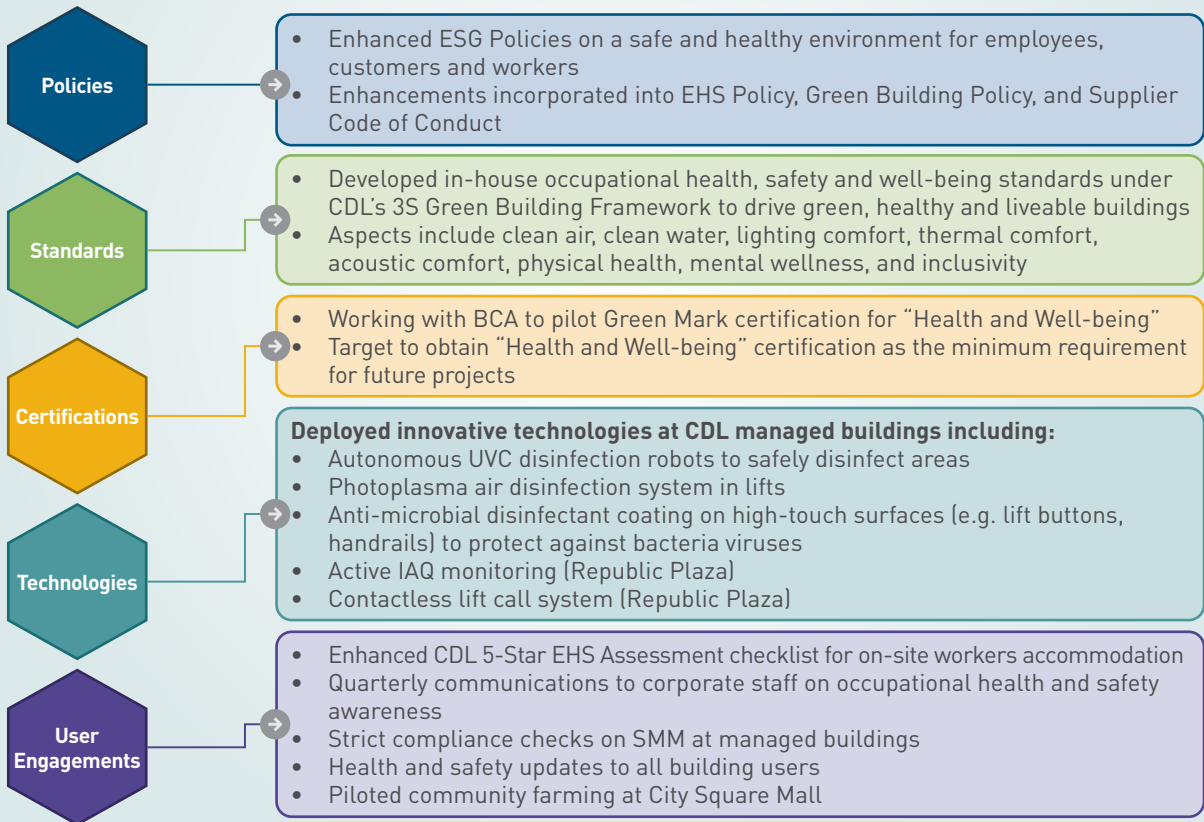 Policies
• Enhanced ESG Policies on a safe and healthy environment for employees,
customers and workers
• Enhancements incorporated into EHS Policy, Green Building Policy, and Supplier
Code of Conduct
Standards
• Developed in-house occupational health, safety and well-being standards under
CDL's 3S Green Building Framework to drive green, healthy and liveable buildings
• Aspects include clean air, clean water, lighting comfort, thermal comfort,
acoustic comfort, physical health, mental wellness, and inclusivity
Certifications
• Working with BCA to pilot Green Mark certification for “Health and Well-being”
• Target to obtain “Health and Well-being” certification as the minimum requirement
for future projects
Technologies
Deployed innovative technologies at CDL managed buildings including:
• Autonomous UVC disinfection robots to safely disinfect areas
• Photoplasma air disinfection system in lifts
• Anti-microbial disinfectant coating on high-touch surfaces (e.g. lift buttons,
handrails) to protect against bacteria viruses
• Active IAQ monitoring (Republic Plaza)
• Contactless lift call system (Republic Plaza)
User
Engagements
• Enhanced CDL 5-Star EHS Assessment checklist for on-site workers accommodation
• Quarterly communications to corporate staff on occupational health and safety
awareness
• Strict compliance checks on SMM at managed buildings
• Health and safety updates to all building users
• Piloted community farming at City Square Mall